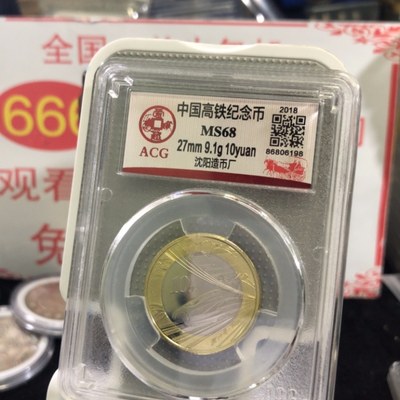 全国
666
观看
免
中国高铁纪念币
MS68
27mm 9.1g 10yuan
沈阳造币厂
ACG
2018
86806198